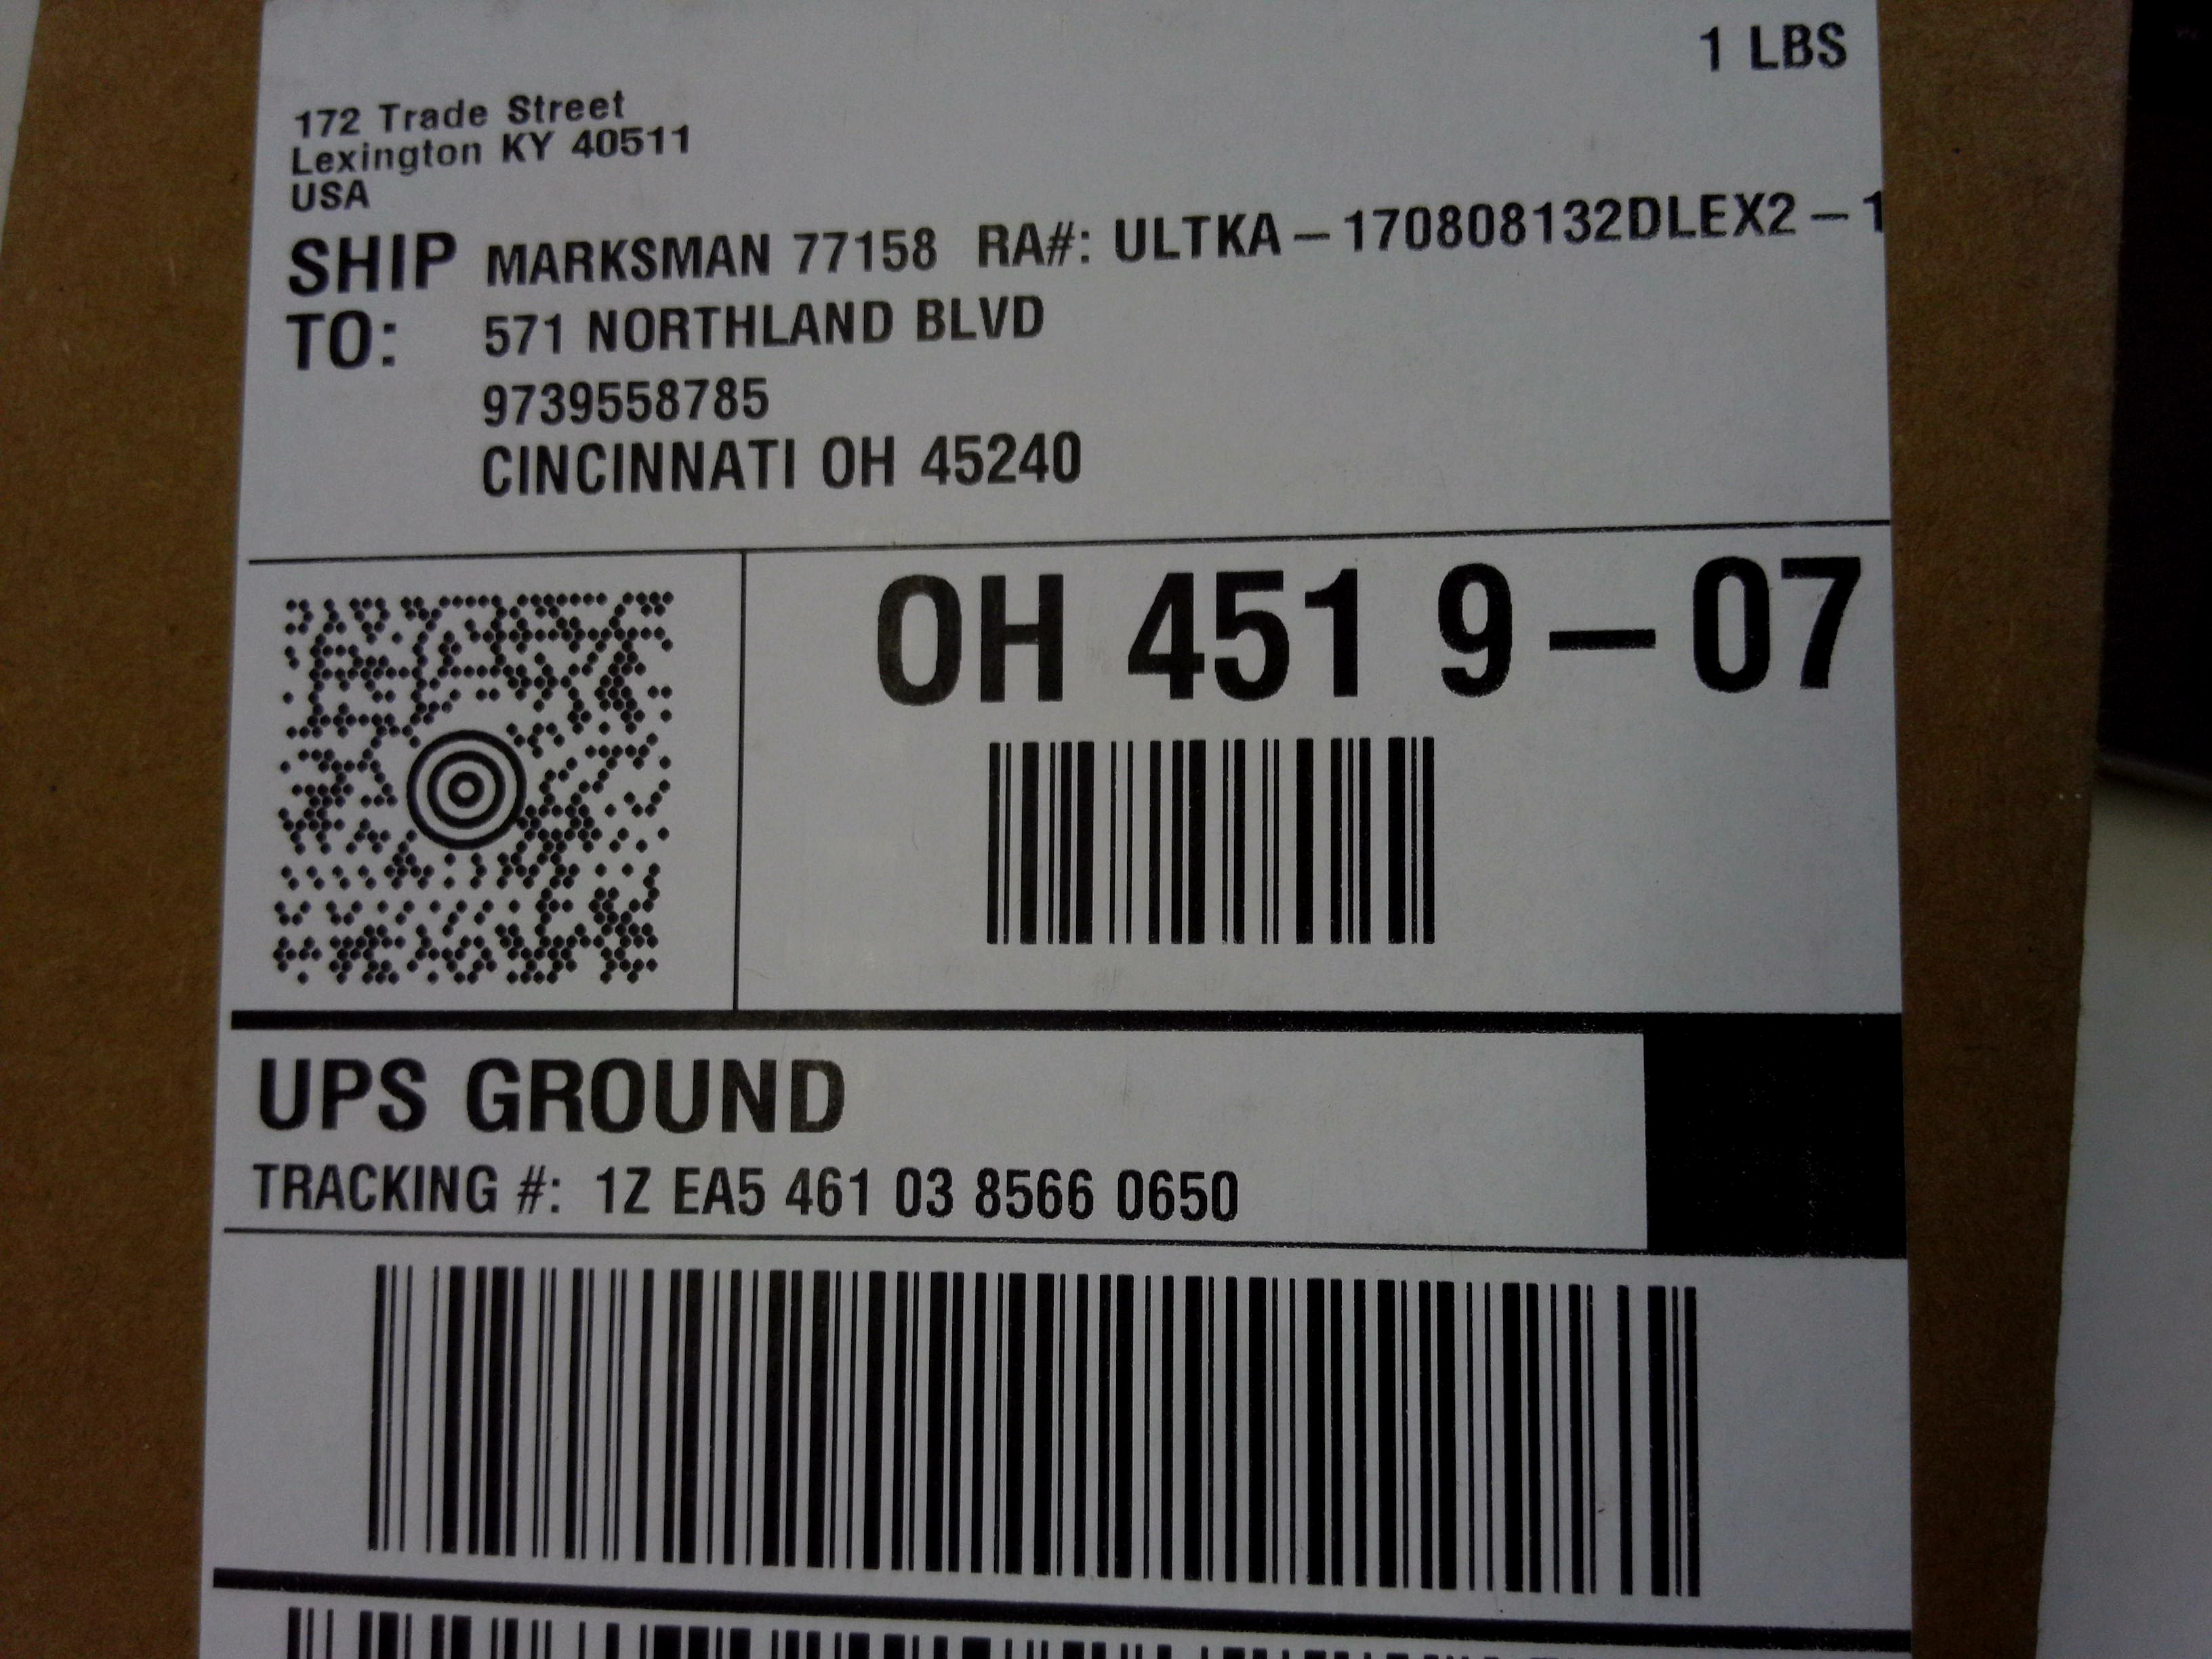 1 LBS
172 Trade Street
Lexington KY 40511
USA
SHIP MARKSMAN 77158 RA#: ULTKA – 170808132DLEX2 – 1
TO: 571 NORTHLAND BLVD
9739558785
CINCINNATI OH 45240
OH 451 9 – 07
UPS GROUND
TRACKING #: 1Z EA5 461 03 8566 0650